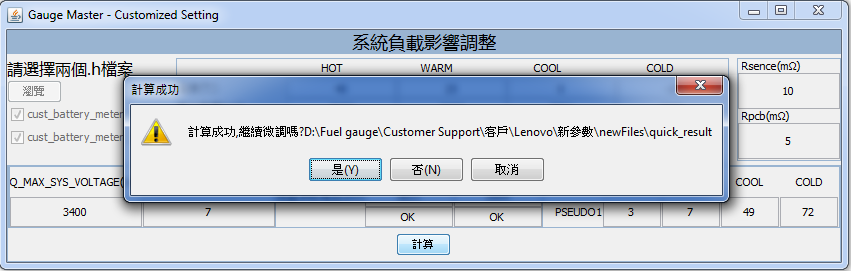 Gauge Master - Customized Setting
系統負載影響調整
請選擇兩個.h檔案
HOT WARM COOL COLD
Rsence(mΩ)
瀏覽
10
cust_battery_meter
Rpcb(mΩ)
cust_battery_meter
5
計算成功
計算成功,繼續微調嗎?D:\Fuel gauge\Customer Support\客戶\Lenovo\新參數\newFiles\quick_result
是(Y) 否(N) 取消
Q_MAX_SYS_VOLTAGE( COOL COLD
3400 7 OK OK PSEUDO1 3 7 49 72
計算